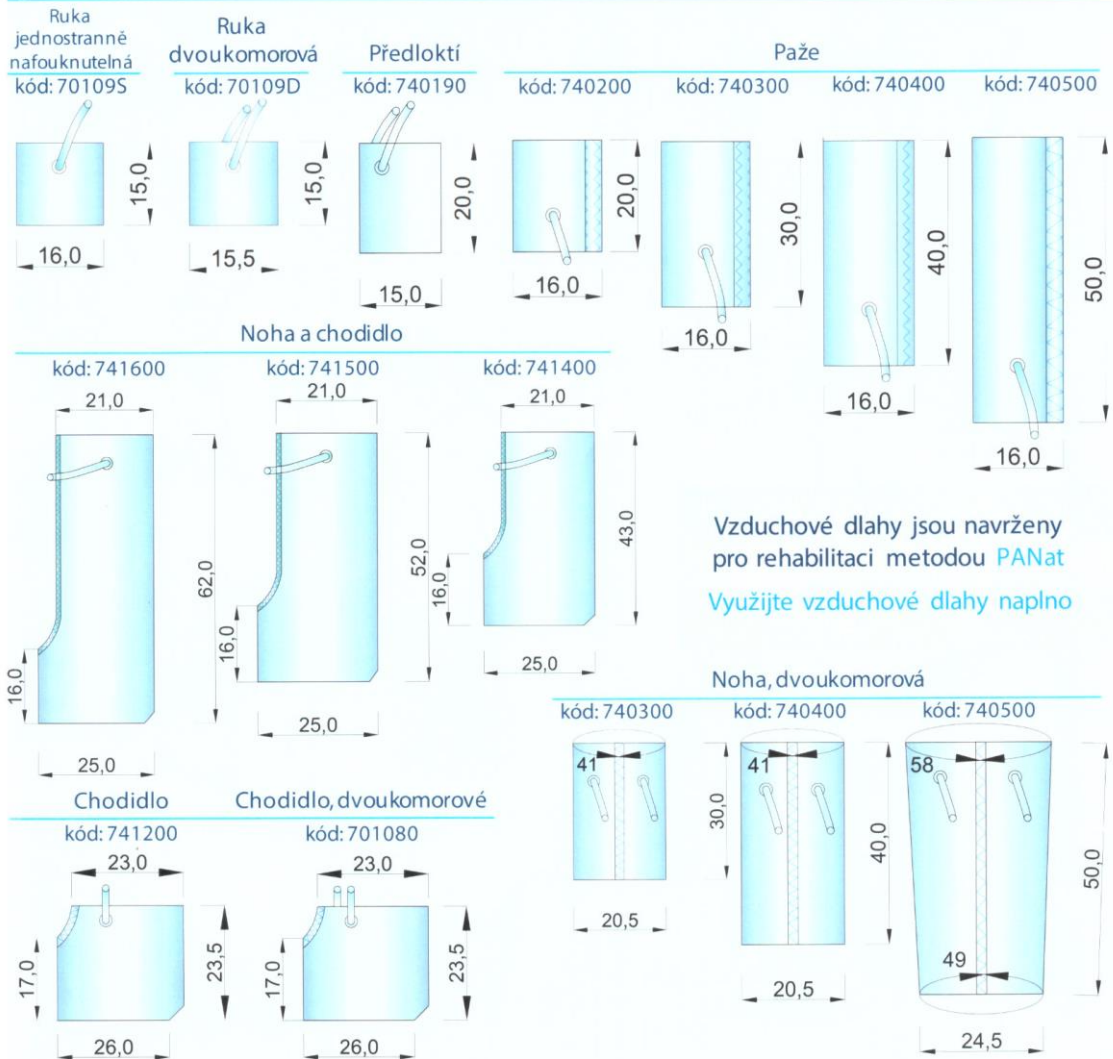 Ruka
jednostranně
nafouknutelná
kód: 70109S
Ruka
dvoukomorová
kód: 70109D
Předloktí
kód: 740190
Paže
kód: 740200
kód: 740300
kód: 740400
kód: 740500
15,0
16,0
15,0
15,5
20,0
15,0
20,0
16,0
30,0
16,0
40,0
16,0
50,0
16,0
Noha a chodidlo
kód: 741600
kód: 741500
kód: 741400
21,0
62,0
16,0
25,0
21,0
52,0
16,0
25,0
21,0
43,0
16,0
25,0
Vzduchové dlahy jsou navrženy
pro rehabilitaci metodou PANat
Využijte vzduchové dlahy naplno
Noha, dvoukomorová
kód: 740300
kód: 740400
kód: 740500
41
30,0
20,5
41
40,0
20,5
58
50,0
49
24,5
Chodidlo
kód: 741200
23,0
17,0
23,5
26,0
Chodidlo, dvoukomorové
kód: 701080
23,0
17,0
23,5
26,0